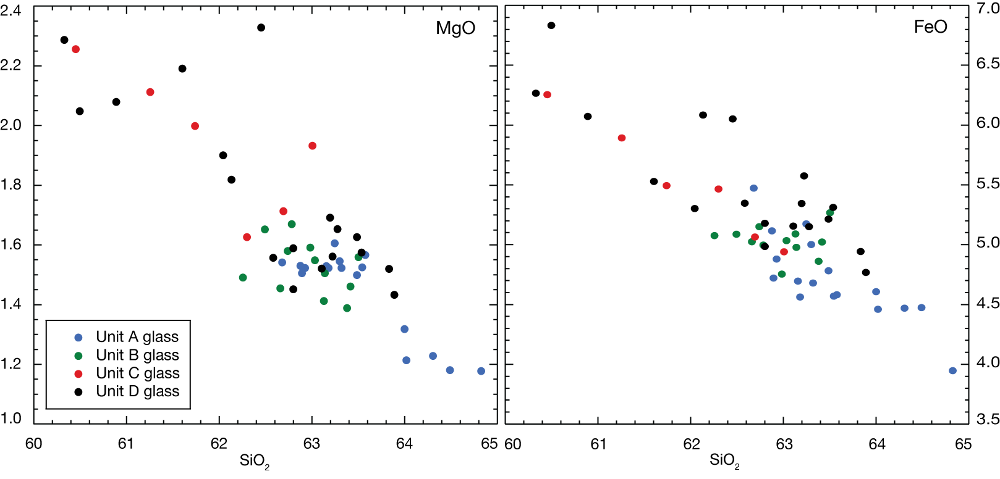 2.4
2.2
2.0
1.8
1.6
1.4
1.2
1.0
MgO
Unit A glass
Unit B glass
Unit C glass
Unit D glass
60 61 62 63 64 65
SiO2
FeO
7.0
6.5
6.0
5.5
5.0
4.5
4.0
3.5
60 61 62 63 64 65
SiO2